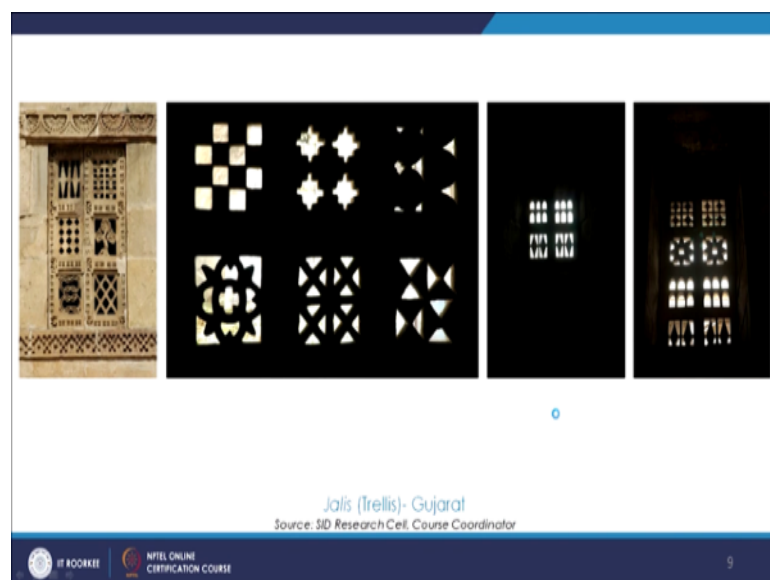 Jalis (Trellis)- Gujarat
Source: SID Research Cell, Course Coordinator
IIT ROORKEE
NPTEL ONLINE
CERTIFICATION COURSE
9